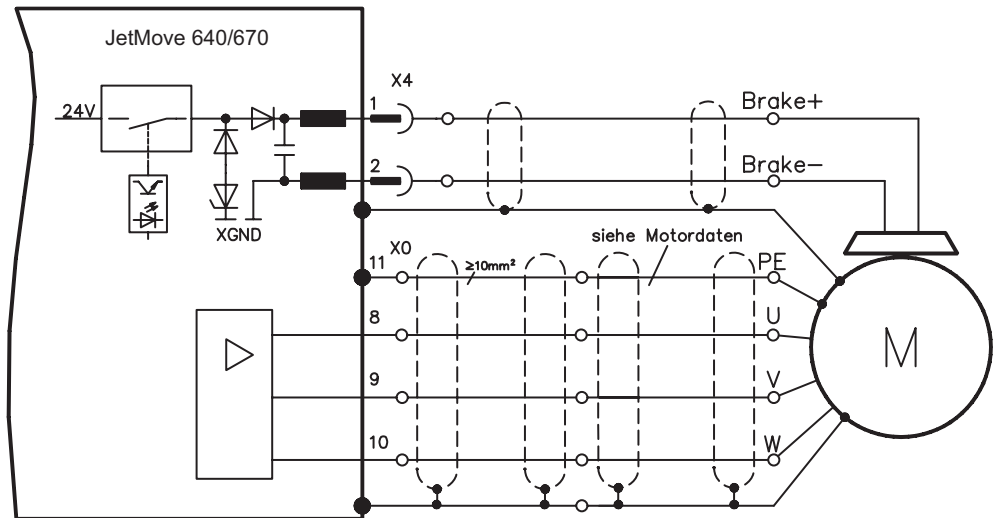 JetMove 640/670
X4
24V
1
Brake+
2
Brake-
XGND
siehe Motordaten
11
X0
≥10mm²
PE
8
U
M
9
V
10
W